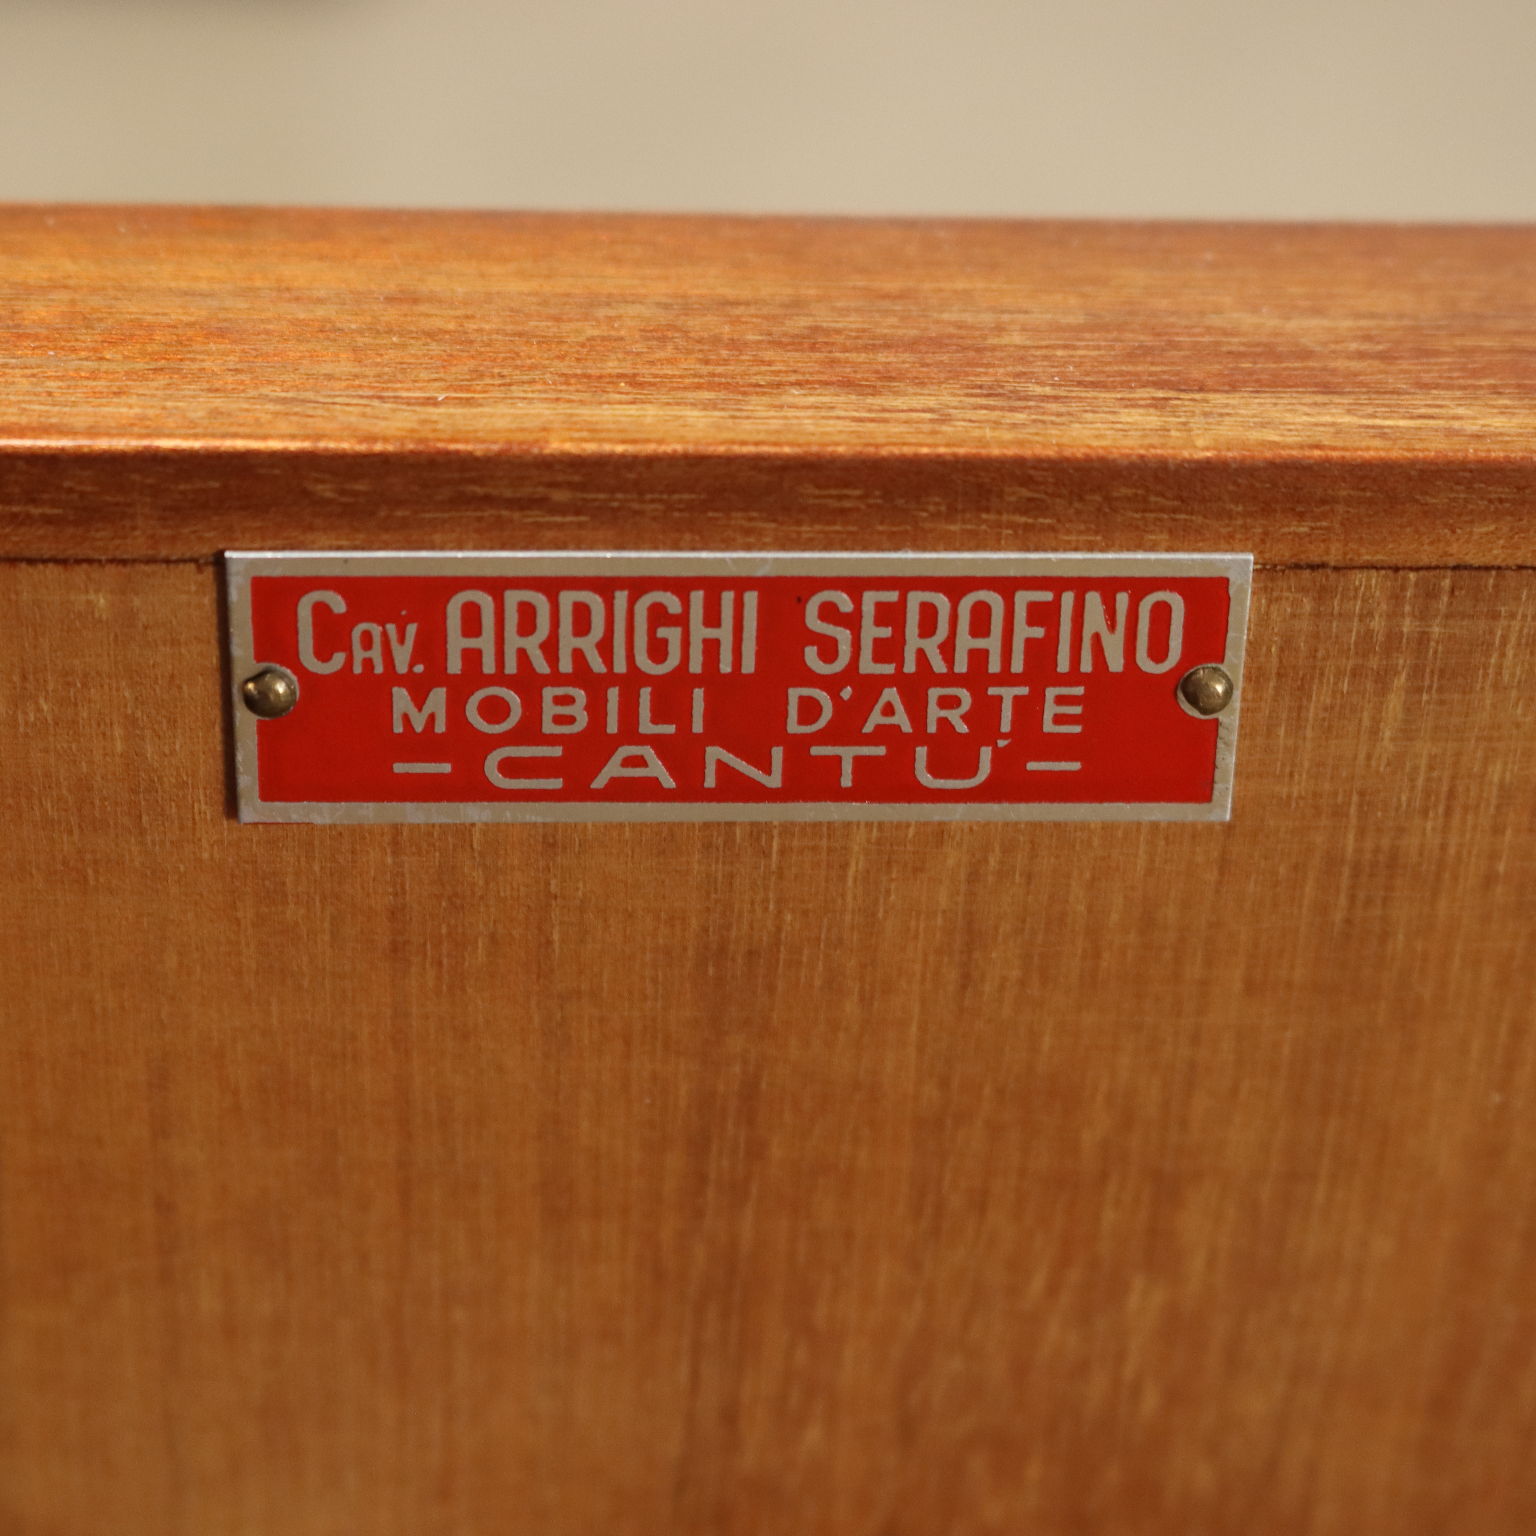 Cav. ARRIGHI SERAFINO
MOBILI D'ARTE
- CANTU' -